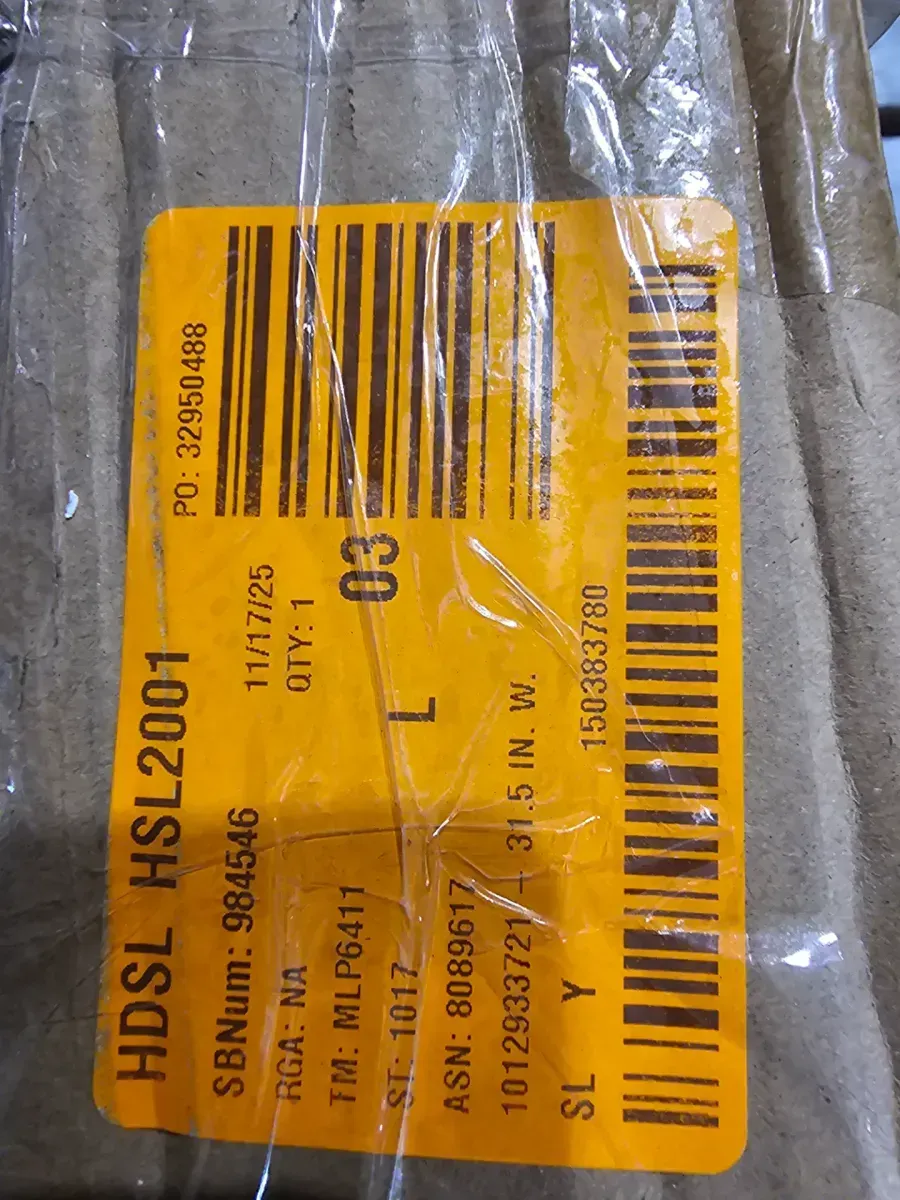 HDSL HSL2001
PO: 32950488
SBNum: 984546
11/17/25
RGA: NA
QTY: 1
TM: MLP6411
03
ST: 1017
L
ASN: 8089617
1012933721 - 31.5 IN. W.
SL Y
150383780